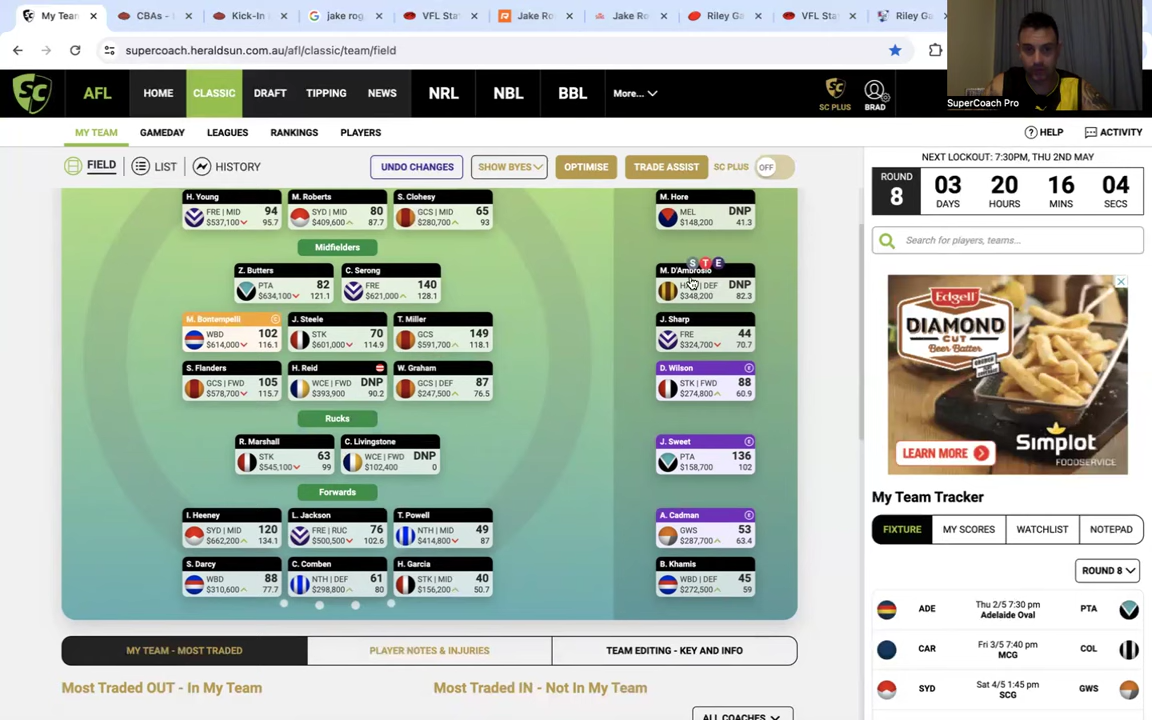 My Team
CBAs -
Kick-In
jake rog
VFL Sta
Jake Ro
Jake Ro
Riley Ga
VFL Sta
Riley Ga
supercoach.heraldsun.com.au/afl/classic/team/field
SuperCoach Pro
SC
AFL
HOME
CLASSIC
DRAFT
TIPPING
NEWS
NRL
NBL
BBL
More...
SC PLUS
BRAD
MY TEAM
GAMEDAY
LEAGUES
RANKINGS
PLAYERS
HELP
ACTIVITY
FIELD
LIST
HISTORY
UNDO CHANGES
SHOW BYES
OPTIMISE
TRADE ASSIST
SC PLUS
OFF
NEXT LOCKOUT: 7:30PM, THU 2ND MAY
ROUND
8
03
DAYS
20
HOURS
16
MINS
04
SECS
Search for players, teams...
H. Young
FRE | MID
94
$537,100
95.7
M. Roberts
SYD | MID
80
$409,600
87.7
S. Clohesy
GCS | MID
65
$280,700
93
M. Hore
MEL
DNP
$148,200
41.3
Midfielders
Z. Butters
PTA
82
$634,100
121.1
C. Serong
FRE
140
$621,000
128.1
S T E
M. D'Ambrosio
DEF
DNP
$348,200
82.3
M. Bontempelli
WBD
102
$614,000
116.1
J. Steele
STK
70
$601,000
114.9
T. Miller
GCS
149
$591,700
118.1
J. Sharp
FRE
44
$324,700
70.7
S. Flanders
GCS | FWD
105
$578,700
115.7
H. Reid
WCE | FWD
DNP
$393,900
90.2
W. Graham
GCS | DEF
87
$247,500
76.5
D. Wilson
STK | FWD
88
$274,800
60.9
Rucks
R. Marshall
STK
63
$545,100
99
C. Livingstone
WCE | FWD
DNP
$102,400
0
J. Sweet
PTA
136
$158,700
102
Forwards
I. Heeney
SYD | MID
120
$662,200
134.1
L. Jackson
FRE | RUC
76
$500,500
102.6
T. Powell
NTH | MID
49
$414,800
87
A. Cadman
GWS
53
$287,700
63.4
S. Darcy
WBD
88
$310,600
77.7
C. Comben
NTH | DEF
61
$298,800
80
H. Garcia
STK | MID
40
$156,200
50.7
B. Khamis
WBD | DEF
45
$272,500
59
MY TEAM - MOST TRADED
PLAYER NOTES & INJURIES
TEAM EDITING - KEY AND INFO
Most Traded OUT - In My Team
Most Traded IN - Not In My Team
ALL COACHES
Edgell
DIAMOND
CUT
Beer Batter
LEARN MORE
Simplot
FOODSERVICE
My Team Tracker
FIXTURE
MY SCORES
WATCHLIST
NOTEPAD
ROUND 8
ADE
Thu 2/5 7:30 pm
Adelaide Oval
PTA
CAR
Fri 3/5 7:40 pm
MCG
COL
SYD
Sat 4/5 1:45 pm
SCG
GWS